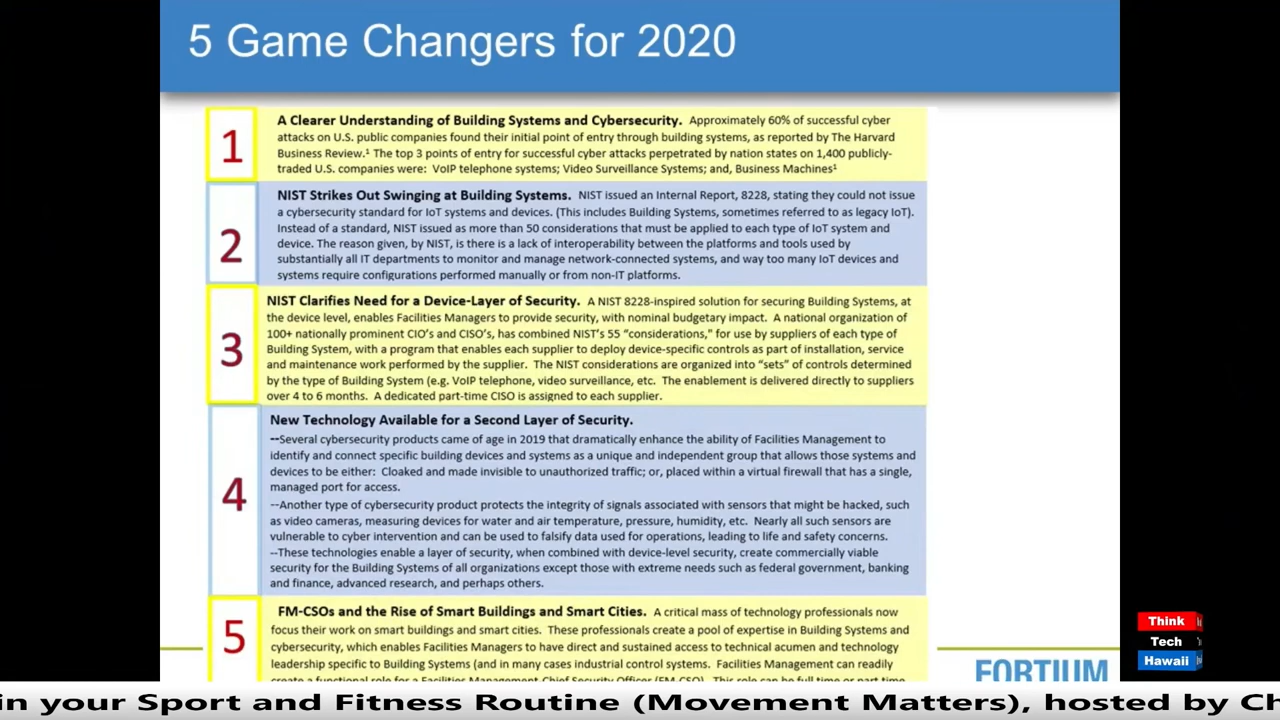 5 Game Changers for 2020
1
A Clearer Understanding of Building Systems and Cybersecurity. Approximately 60% of successful cyber
attacks on U.S. public companies found their initial point of entry through building systems, as reported by The Harvard
Business Review.¹ The top 3 points of entry for successful cyber attacks perpetrated by nation states on 1,400 publicly-
traded U.S. companies were: VoIP telephone systems; Video Surveillance Systems; and, Business Machines¹
2
NIST Strikes Out Swinging at Building Systems. NIST issued an Internal Report, 8228, stating they could not issue
a cybersecurity standard for IoT systems and devices. (This includes Building Systems, sometimes referred to as legacy IoT).
Instead of a standard, NIST issued as more than 50 considerations that must be applied to each type of IoT system and
device. The reason given, by NIST, is there is a lack of interoperability between the platforms and tools used by
substantially all IT departments to monitor and manage network-connected systems, and way too many IoT devices and
systems require configurations performed manually or from non-IT platforms.
3
NIST Clarifies Need for a Device-Layer of Security. A NIST 8228-inspired solution for securing Building Systems, at
the device level, enables Facilities Managers to provide security, with nominal budgetary impact. A national organization of
100+ nationally prominent CIO's and CISO's, has combined NIST's 55 "considerations," for use by suppliers of each type of
Building System, with a program that enables each supplier to deploy device-specific controls as part of installation, service
and maintenance work performed by the supplier. The NIST considerations are organized into "sets" of controls determined
by the type of Building System (e.g. VoIP telephone, video surveillance, etc. The enablement is delivered directly to suppliers
over 4 to 6 months. A dedicated part-time CISO is assigned to each supplier.
4
New Technology Available for a Second Layer of Security.
--Several cybersecurity products came of age in 2019 that dramatically enhance the ability of Facilities Management to
identify and connect specific building devices and systems as a unique and independent group that allows those systems and
devices to be either: Cloaked and made invisible to unauthorized traffic; or, placed within a virtual firewall that has a single,
managed port for access.
--Another type of cybersecurity product protects the integrity of signals associated with sensors that might be hacked, such
as video cameras, measuring devices for water and air temperature, pressure, humidity, etc. Nearly all such sensors are
vulnerable to cyber intervention and can be used to falsify data used for operations, leading to life and safety concerns.
--These technologies enable a layer of security, when combined with device-level security, create commercially viable
security for the Building Systems of all organizations except those with extreme needs such as federal government, banking
and finance, advanced research, and perhaps others.
5
FM-CSOs and the Rise of Smart Buildings and Smart Cities. A critical mass of technology professionals now
focus their work on smart buildings and smart cities. These professionals create a pool of expertise in Building Systems and
cybersecurity, which enables Facilities Managers to have direct and sustained access to technical acumen and technology
leadership specific to Building Systems (and in many cases industrial control systems. Facilities Management can readily
create a functional role for a Facilities Management Chief Security Officer (FM-CSO). This role can be full time or part time
FORTIUM
Think
Tech
Hawaii
in your Sport and Fitness Routine (Movement Matters), hosted by Ch